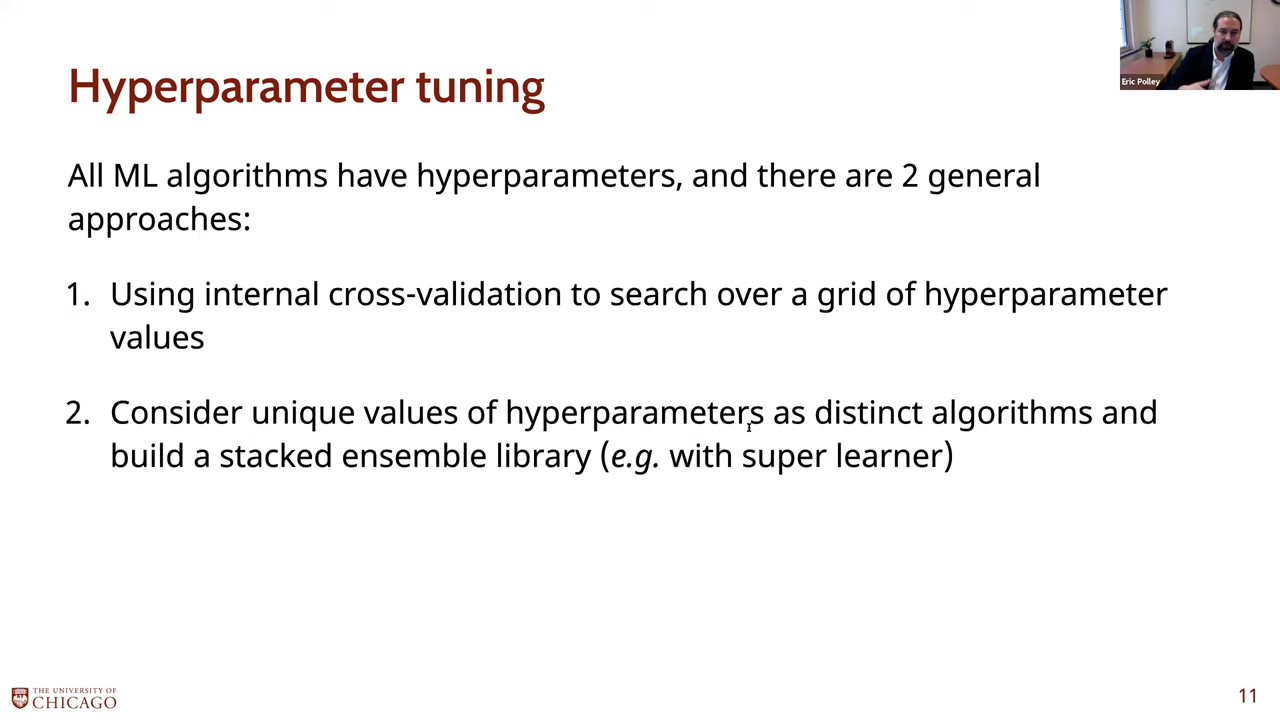 Hyperparameter tuning
Eric Polley
All ML algorithms have hyperparameters, and there are 2 general
approaches:
1. Using internal cross-validation to search over a grid of hyperparameter
values
2. Consider unique values of hyperparameters as distinct algorithms and
build a stacked ensemble library (e.g. with super learner)
THE UNIVERSITY OF
CHICAGO
11